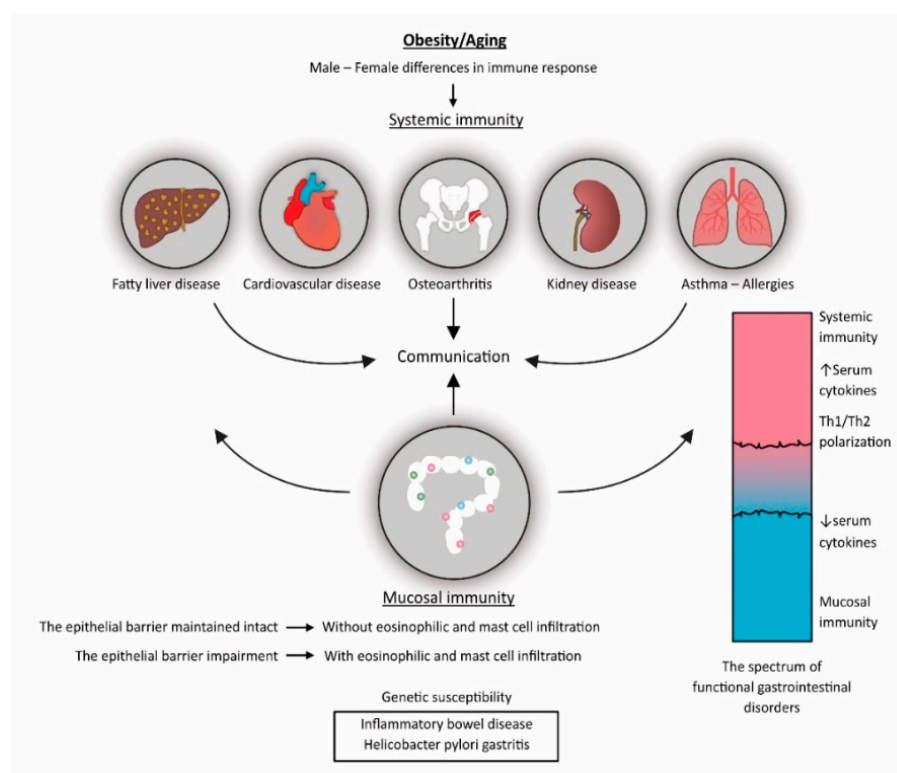 Obesity/Aging
Male – Female differences in immune response
Systemic immunity
Fatty liver disease
Cardiovascular disease
Osteoarthritis
Kidney disease
Asthma – Allergies
Communication
Systemic
immunity
↑Serum
cytokines
Th1/Th2
polarization
↓serum
cytokines
Mucosal
immunity
The spectrum of
functional gastrointestinal
disorders
Mucosal immunity
The epithelial barrier maintained intact → Without eosinophilic and mast cell infiltration
The epithelial barrier impairment → With eosinophilic and mast cell infiltration
Genetic susceptibility
Inflammatory bowel disease
Helicobacter pylori gastritis